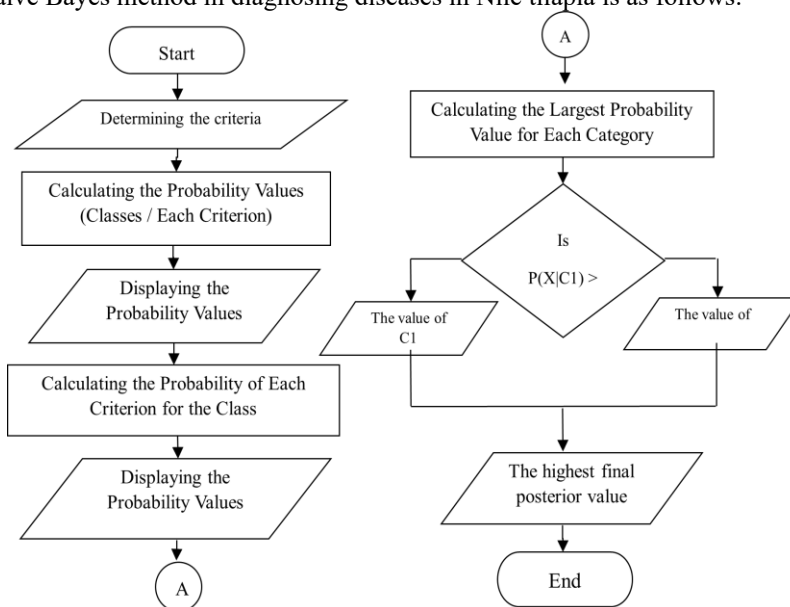 Bayes method in diagnosing diseases in Nile tilapia is as follows:
Start
Determining the criteria
Calculating the Probability Values
(Classes / Each Criterion)
Displaying the
Probability Values
Calculating the Probability of Each
Criterion for the Class
Displaying the
Probability Values
A
A
Calculating the Largest Probability
Value for Each Category
Is
P(X|C1) >
The value of
C1
The value of
The highest final
posterior value
End